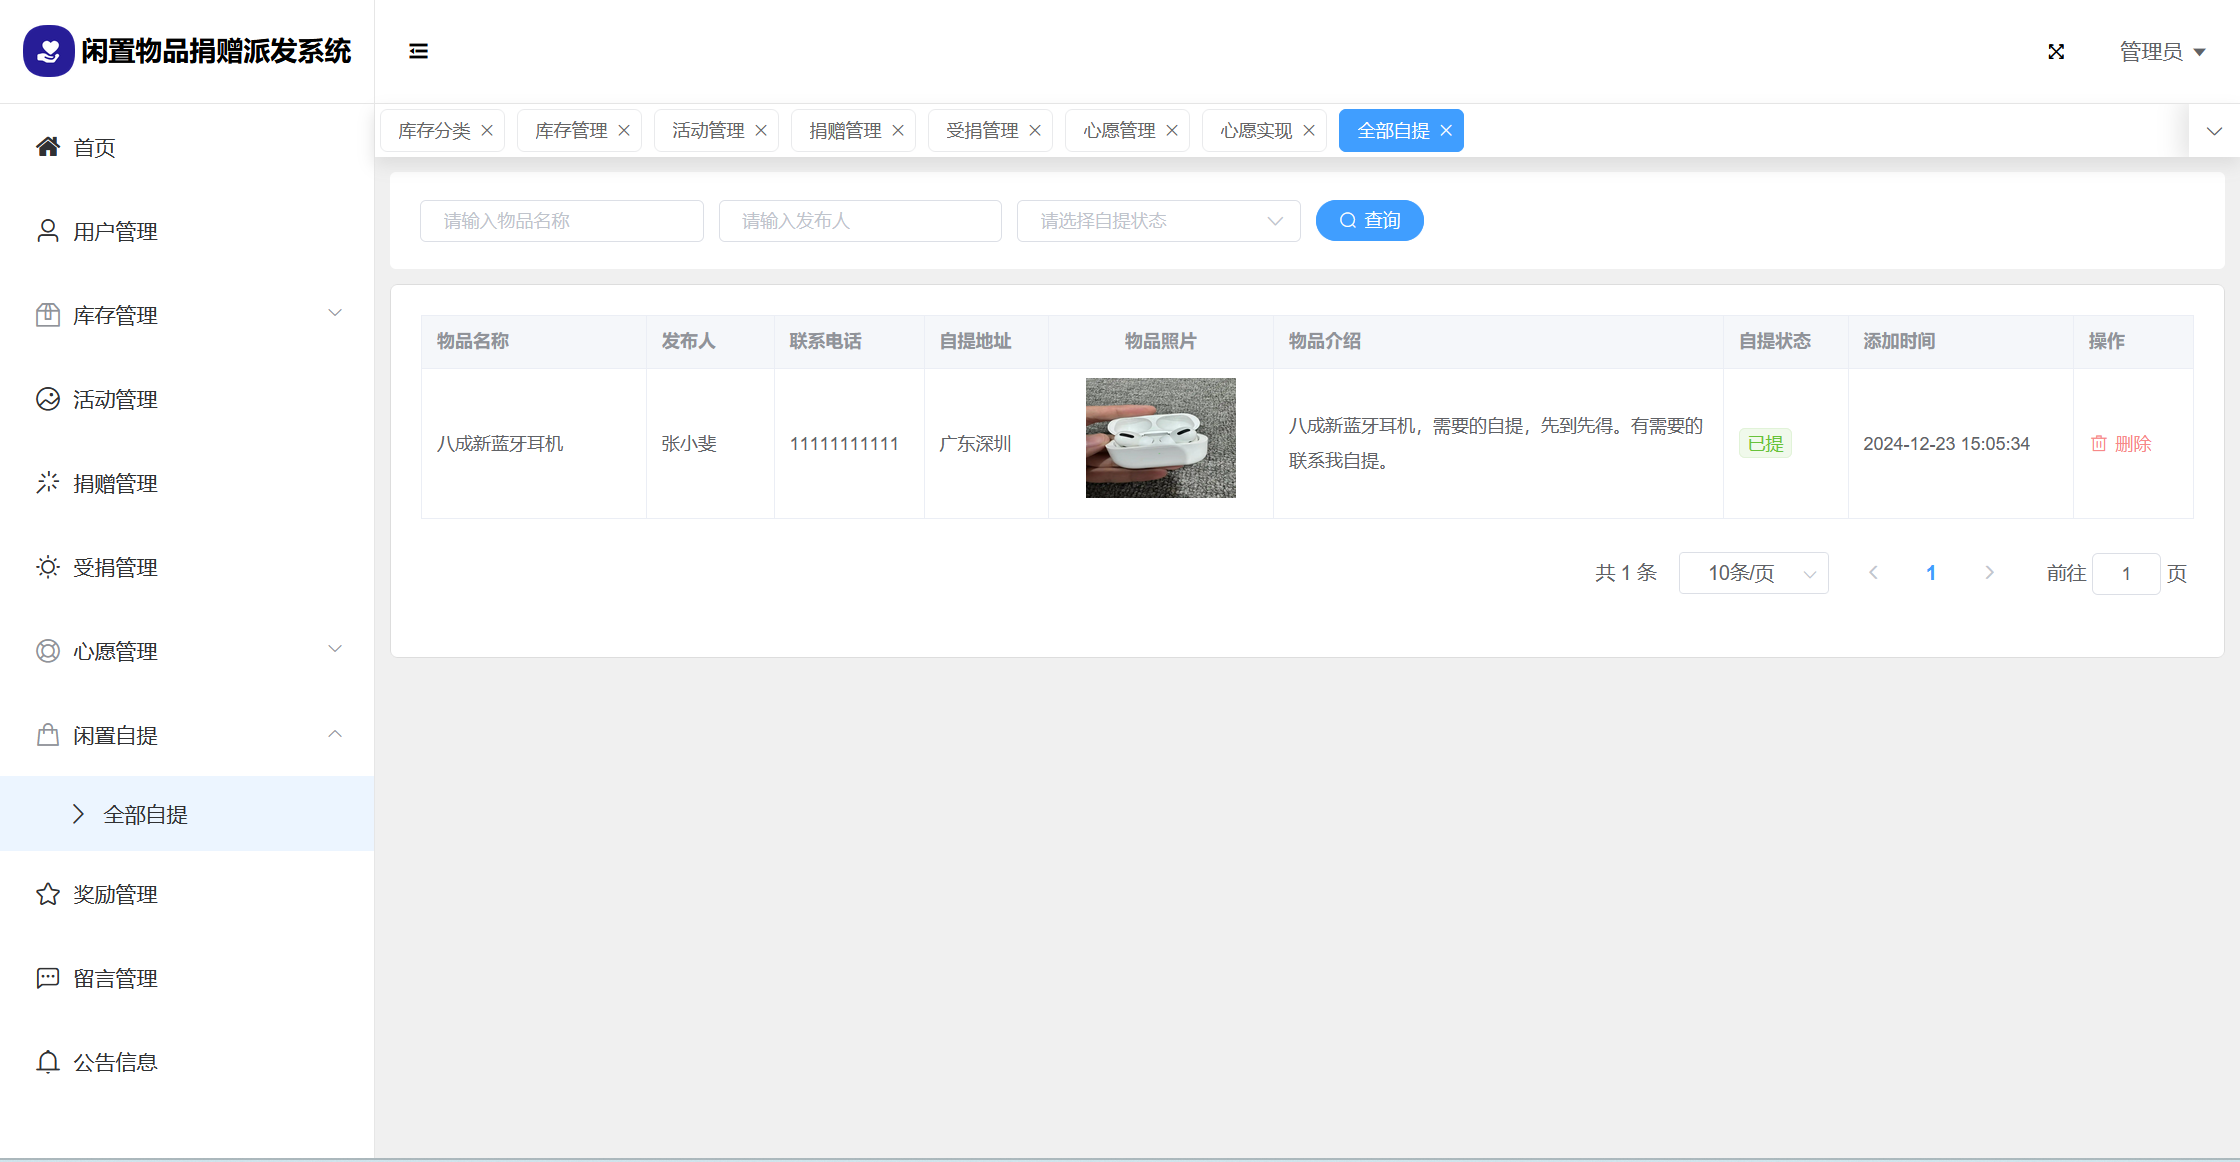 闲置物品捐赠派发系统
管理员
首页
用户管理
库存管理
活动管理
捐赠管理
受捐管理
心愿管理
闲置自提
全部自提
奖励管理
留言管理
公告信息
库存分类 库存管理 活动管理 捐赠管理 受捐管理 心愿管理 心愿实现 全部自提
请输入物品名称 请输入发布人 请选择自提状态 查询
物品名称 发布人 联系电话 自提地址 物品照片 物品介绍 自提状态 添加时间 操作
八成新蓝牙耳机 张小斐 11111111111 广东深圳 八成新蓝牙耳机，需要的自提，先到先得。有需要的
联系我自提。
已提 2024-12-23 15:05:34 删除
共 1 条 10条/页 1 前往 1 页